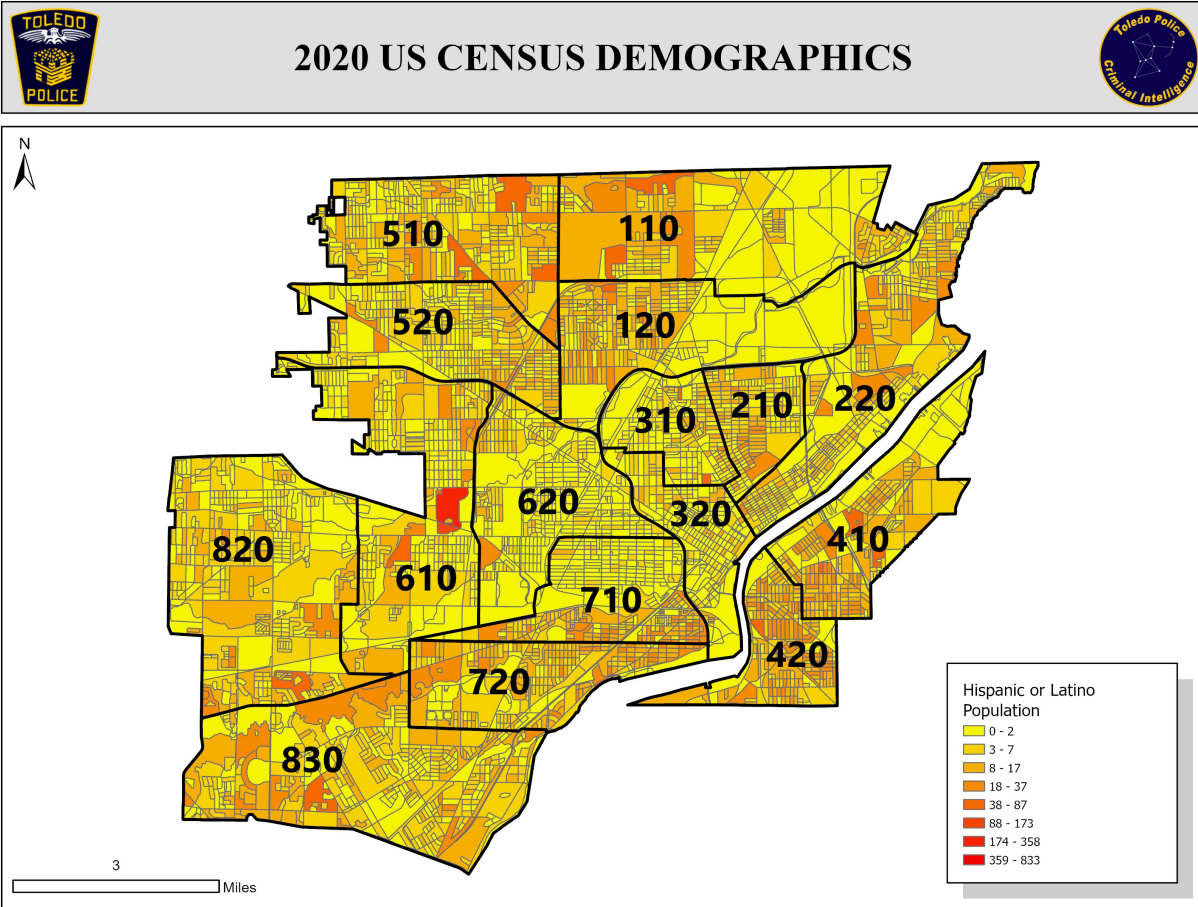 TOLEDO
POLICE
2020 US CENSUS DEMOGRAPHICS
Toledo Police
Criminal Intelligence
N
510
110
520
120
310
210
220
620
320
410
820
610
710
420
720
830
Hispanic or Latino
Population
0 - 2
3 - 7
8 - 17
18 - 37
38 - 87
88 - 173
174 - 358
359 - 833
3
Miles